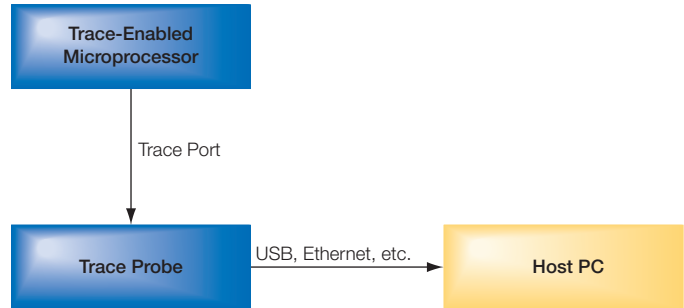 Trace-Enabled
Microprocessor
Trace Port
Trace Probe
USB, Ethernet, etc.
Host PC